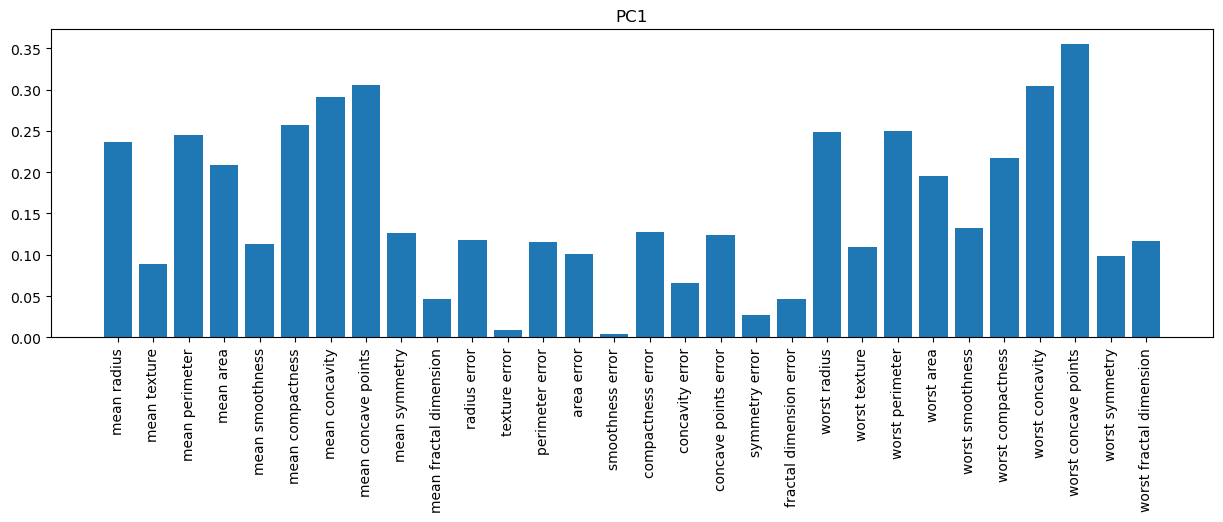 PC1
0.35
0.30
0.25
0.20
0.15
0.10
0.05
0.00
mean radius
mean texture
mean perimeter
mean area
mean smoothness
mean compactness
mean concavity
mean concave points
mean symmetry
mean fractal dimension
radius error
texture error
perimeter error
area error
smoothness error
compactness error
concavity error
concave points error
symmetry error
fractal dimension error
worst radius
worst texture
worst perimeter
worst area
worst smoothness
worst compactness
worst concavity
worst concave points
worst symmetry
worst fractal dimension